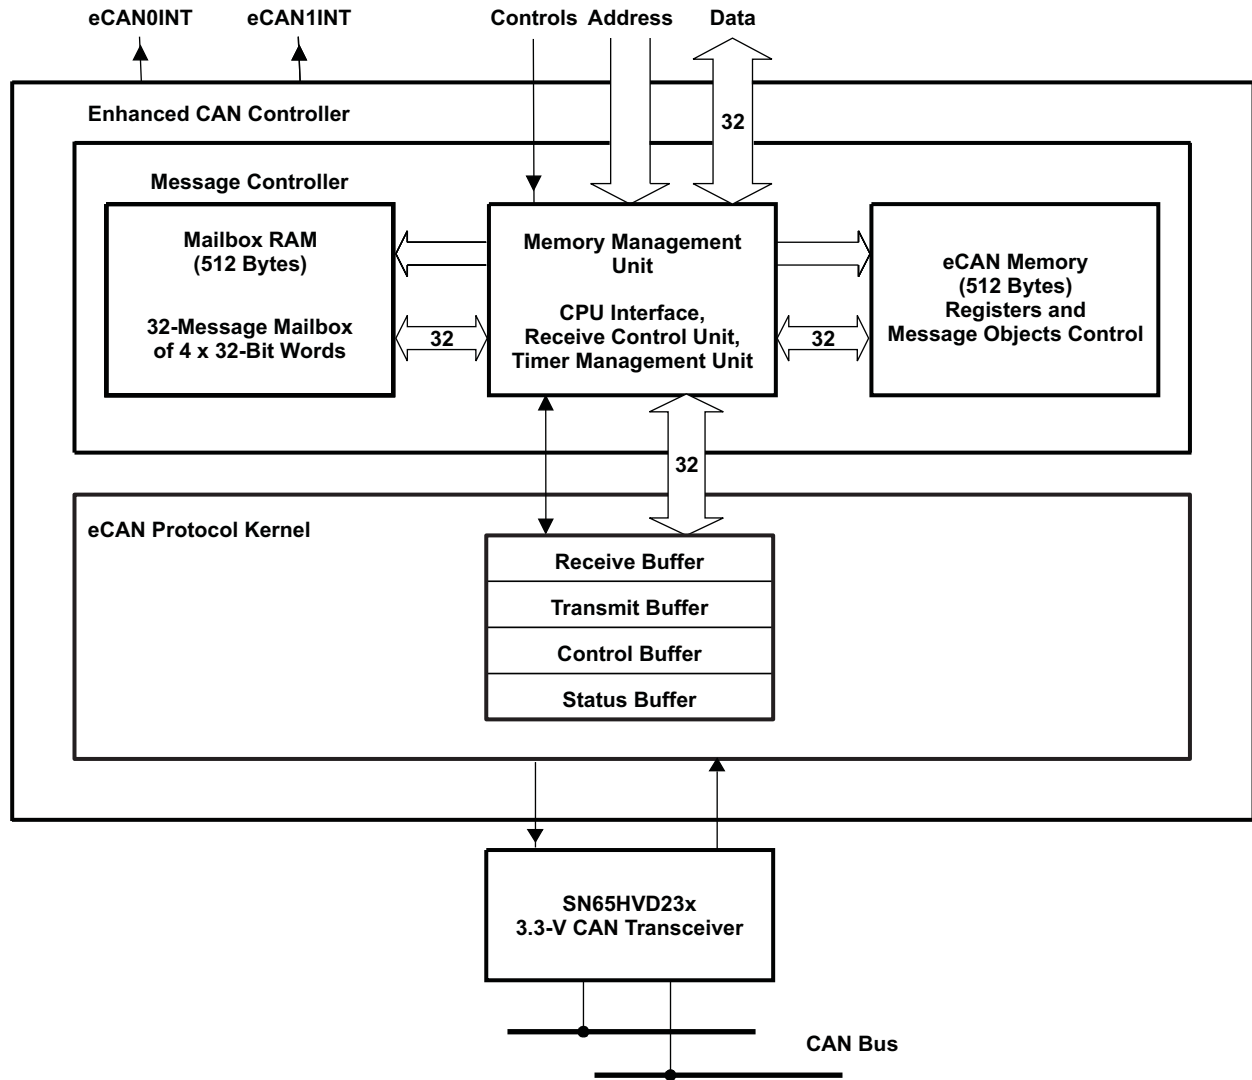 eCAN0INT eCAN1INT Controls Address Data
32
Enhanced CAN Controller
Message Controller
Mailbox RAM
(512 Bytes)
32-Message Mailbox
of 4 x 32-Bit Words
32
Memory Management
Unit
CPU Interface,
Receive Control Unit,
Timer Management Unit
32
eCAN Memory
(512 Bytes)
Registers and
Message Objects Control
32
eCAN Protocol Kernel
Receive Buffer
Transmit Buffer
Control Buffer
Status Buffer
SN65HVD23x
3.3-V CAN Transceiver
CAN Bus